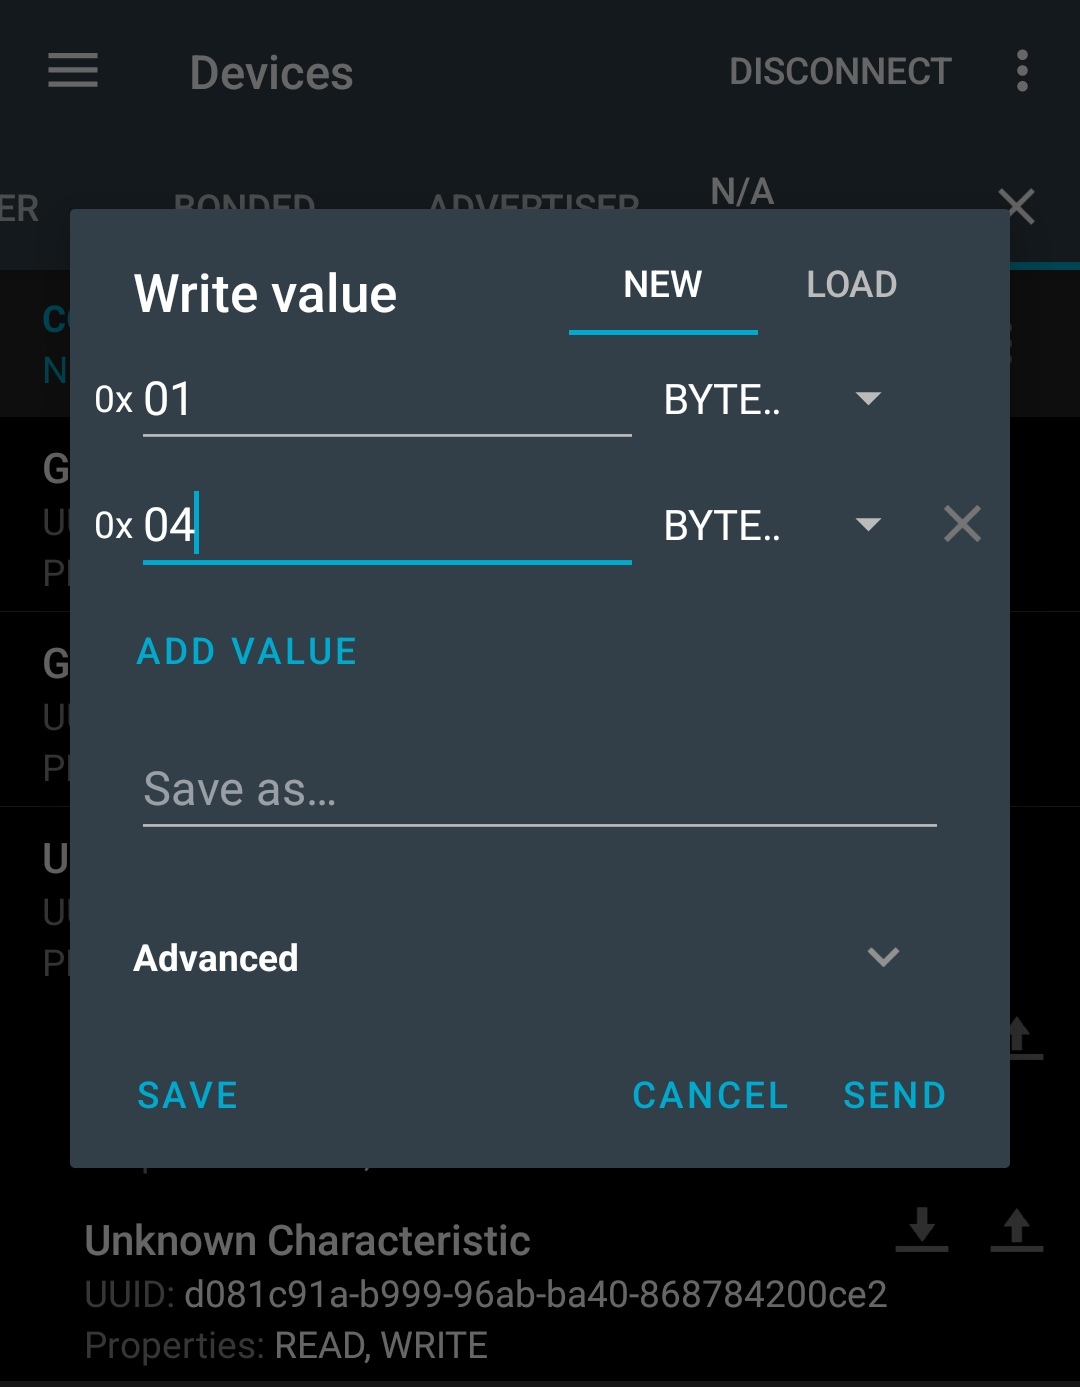 Devices
DISCONNECT
ER
BONDED
ADVERTISER
N/A
Write value
NEW
LOAD
0x 01
BYTE..
0x 04
BYTE..
ADD VALUE
Save as…
Advanced
SAVE
CANCEL
SEND
Unknown Characteristic
UUID: d081c91a-b999-96ab-ba40-868784200ce2
Properties: READ, WRITE